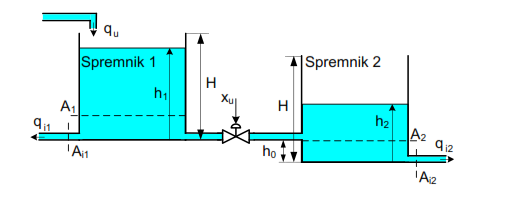 qu
Spremnik 1
Spremnik 2
h1
H
xu
H
A1
h2
qi1
A2
qi2
h0
Ai1
Ai2